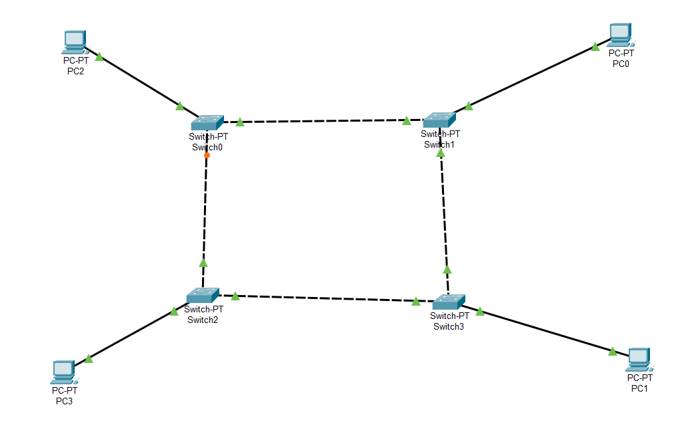 PC-PT
PC2
PC-PT
PC0
Switch-PT
Switch0
Switch-PT
Switch1
Switch-PT
Switch2
Switch-PT
Switch3
PC-PT
PC3
PC-PT
PC1